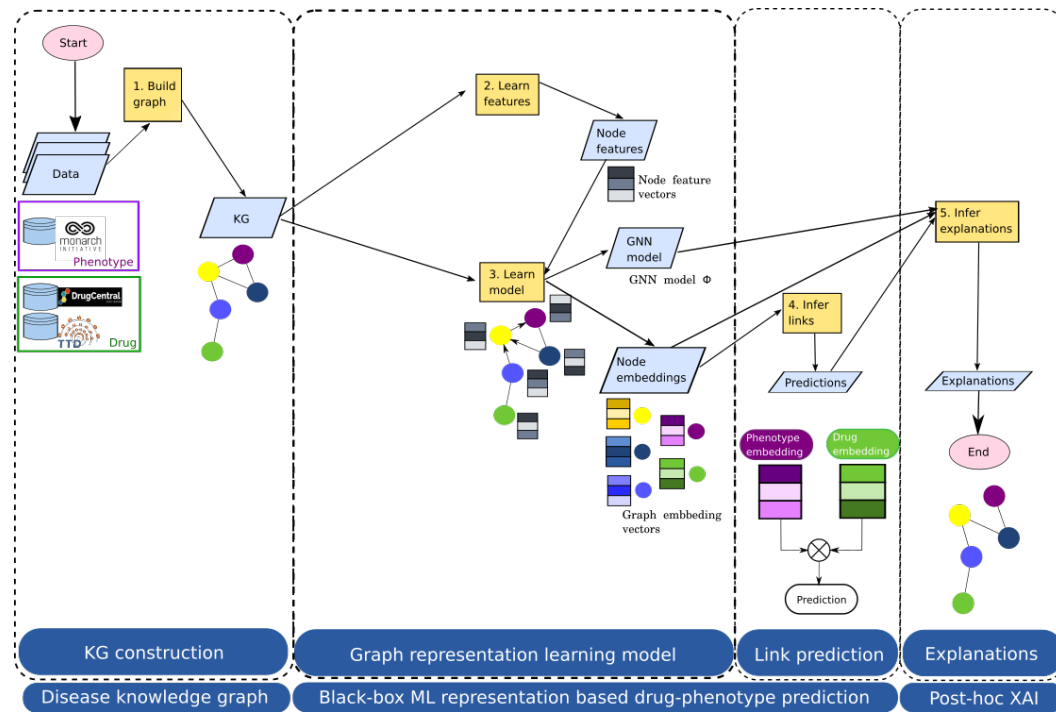 Start
1. Build
graph
Data
monarch
INITIATIVE
Phenotype
DrugCentral
TTD
Drug
KG
2. Learn
features
Node
features
Node feature
vectors
3. Learn
model
GNN
model
GNN model Φ
Node
embeddings
Graph embbeding
vectors
4. Infer
links
Predictions
Phenotype
embedding
Drug
embedding
Prediction
5. Infer
explanations
Explanations
End
KG construction
Graph representation learning model
Link prediction
Explanations
Disease knowledge graph
Black-box ML representation based drug-phenotype prediction
Post-hoc XAI